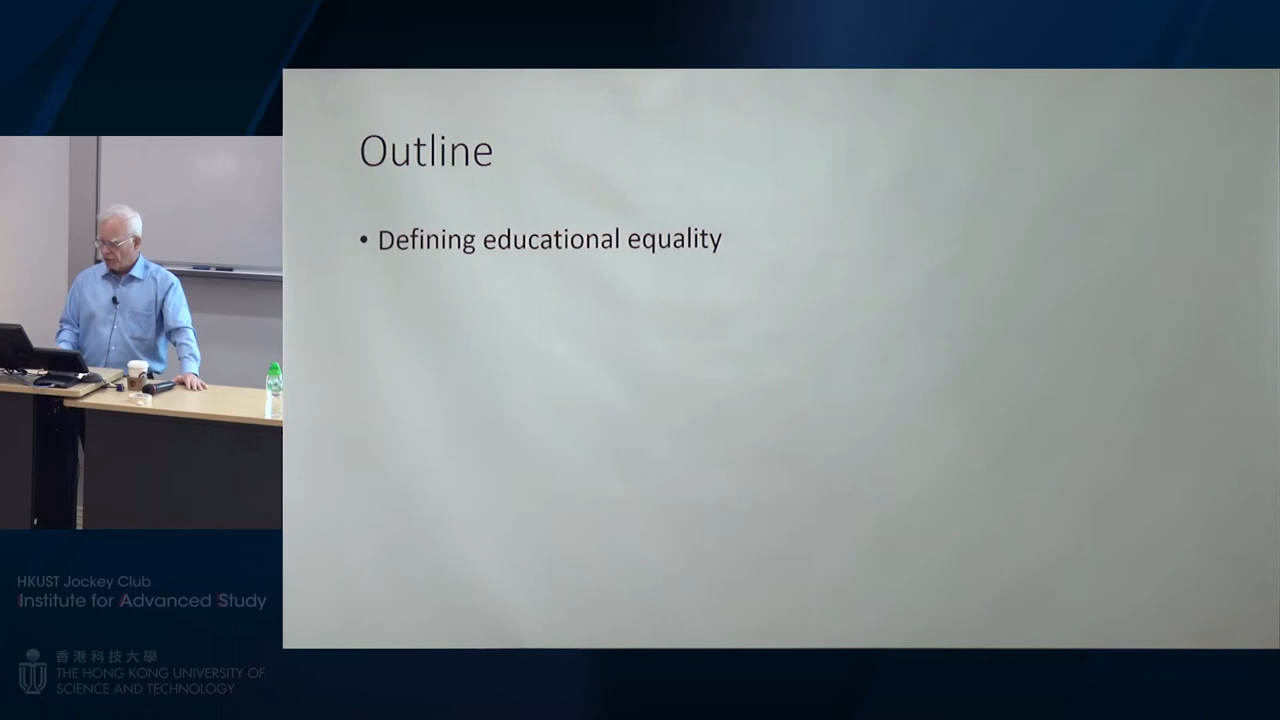 Outline
• Defining educational equality
HKUST Jockey Club
Institute for Advanced Study
香港科技大學
THE HONG KONG UNIVERSITY OF
SCIENCE AND TECHNOLOGY